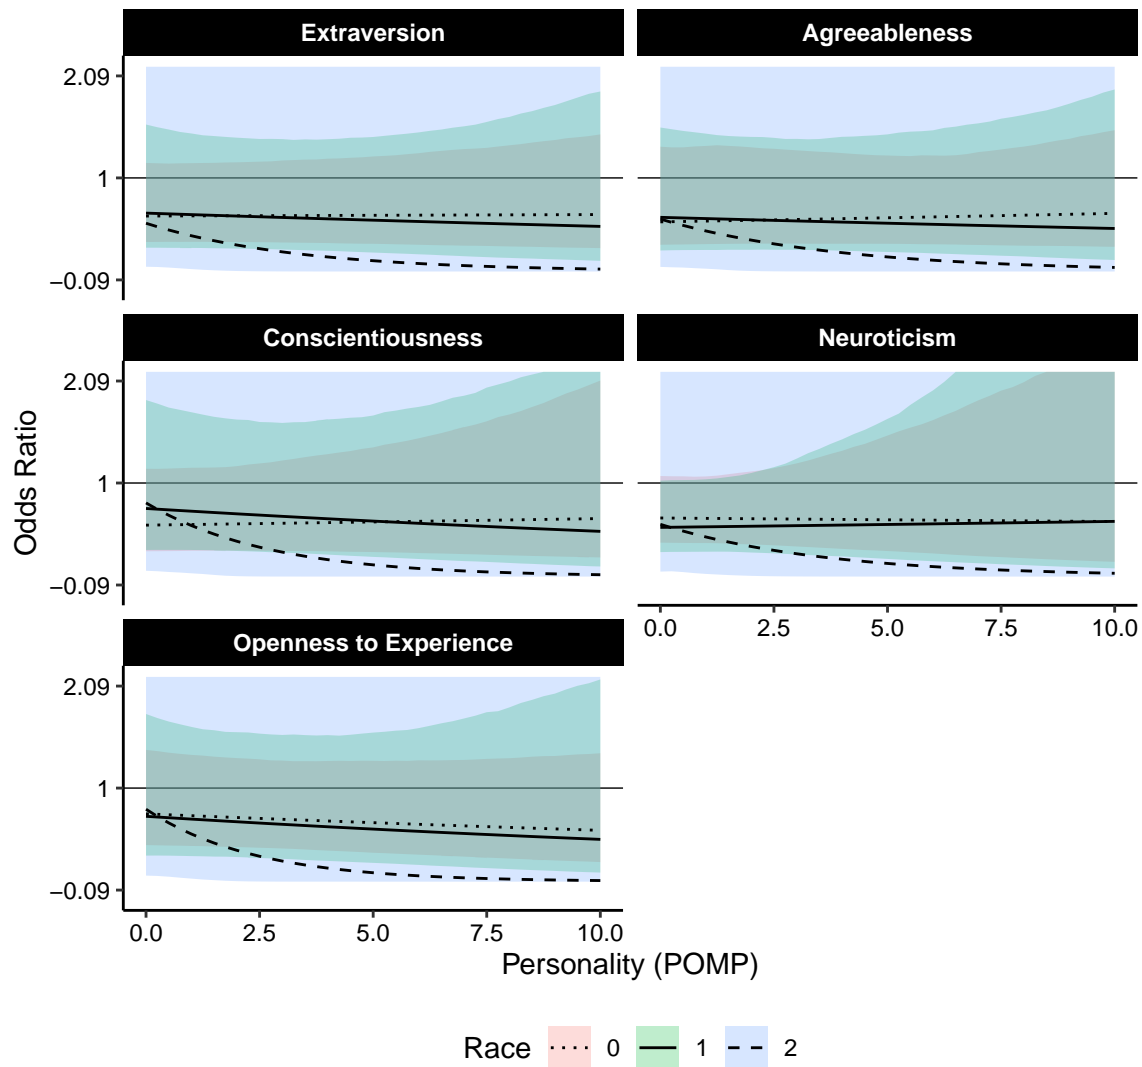 Extraversion
Agreeableness
2.09
1
−0.09
Conscientiousness
Neuroticism
2.09
1
−0.09
0.0 2.5 5.0 7.5 10.0
Openness to Experience
2.09
1
−0.09
0.0 2.5 5.0 7.5 10.0
Odds Ratio
Personality (POMP)
Race 0 1 2